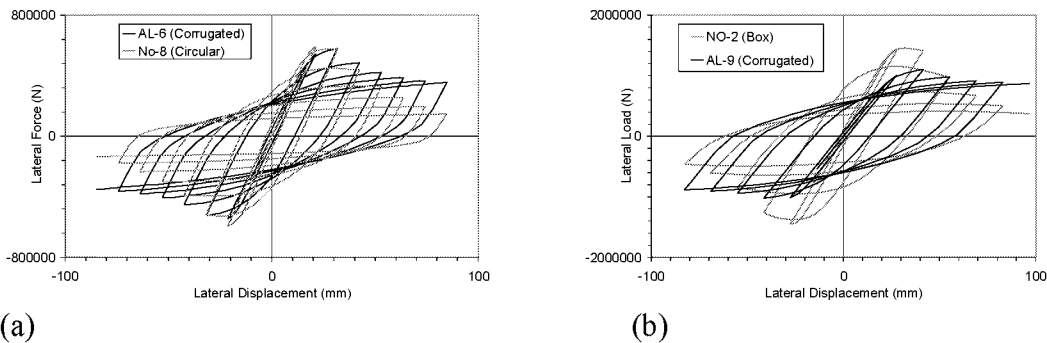 800000
AL-6 (Corrugated)
No-8 (Circular)
Lateral Force (N)
0
-800000
-100
0
100
Lateral Displacement (mm)
(a)
2000000
NO-2 (Box)
AL-9 (Corrugated)
Lateral Load (N)
0
-2000000
-100
0
100
Lateral Displacement (mm)
(b)